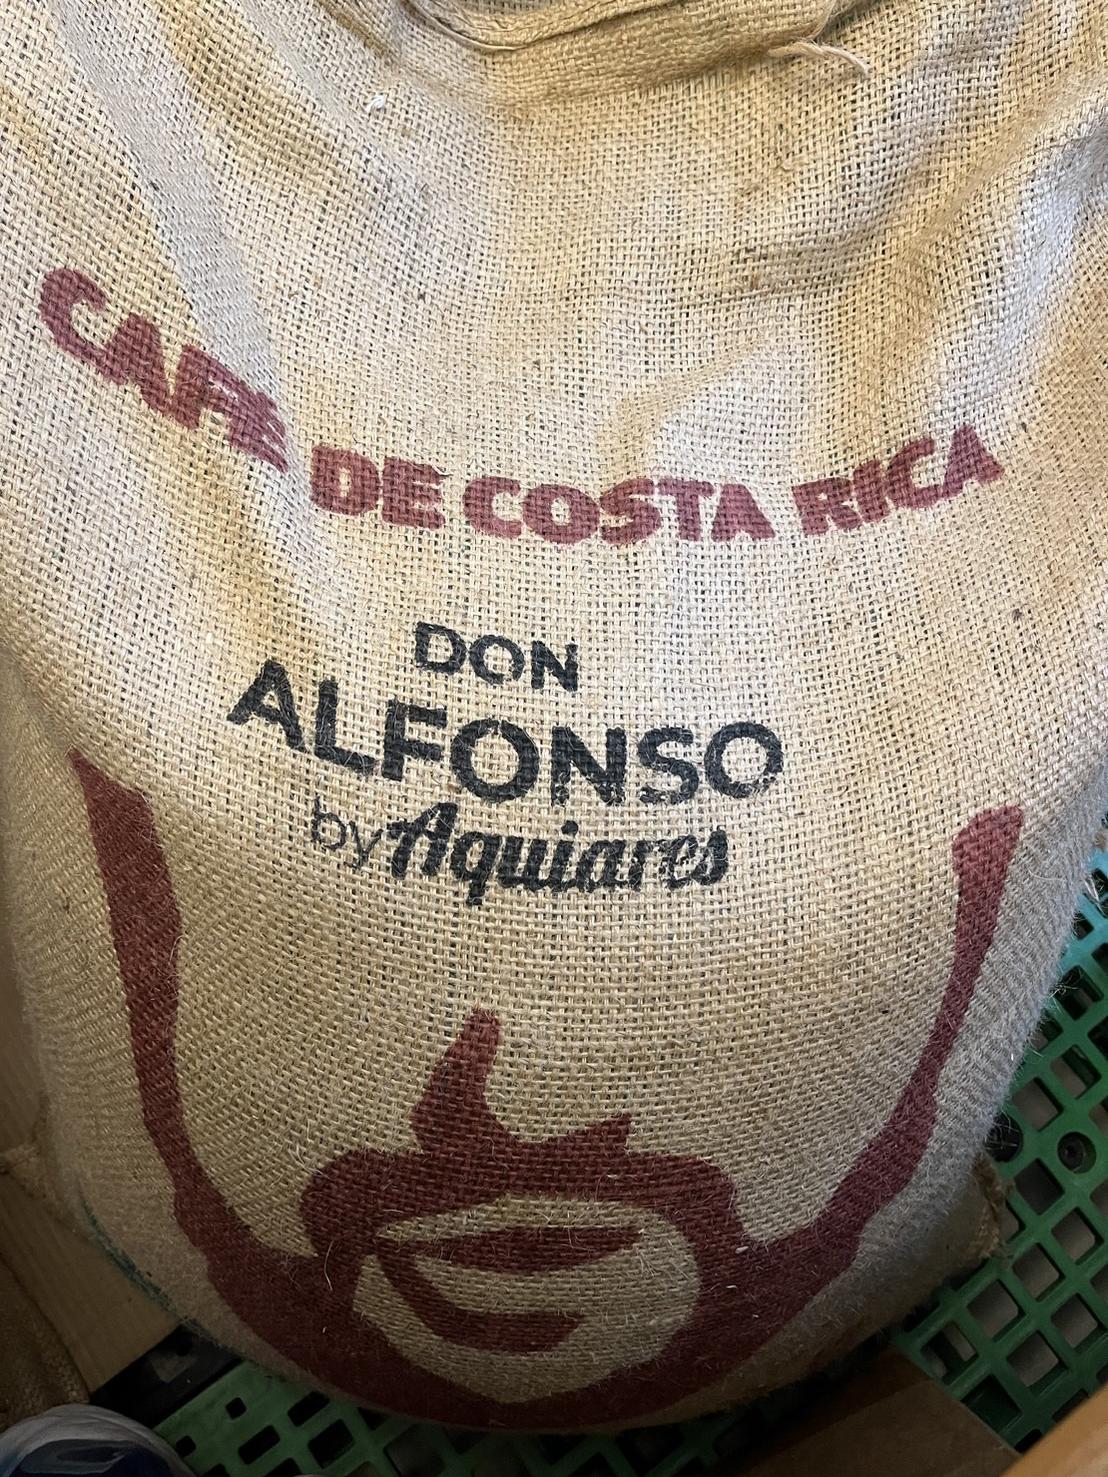 CAFE DE COSTA RICA
DON
ALFONSO
by Aquiares